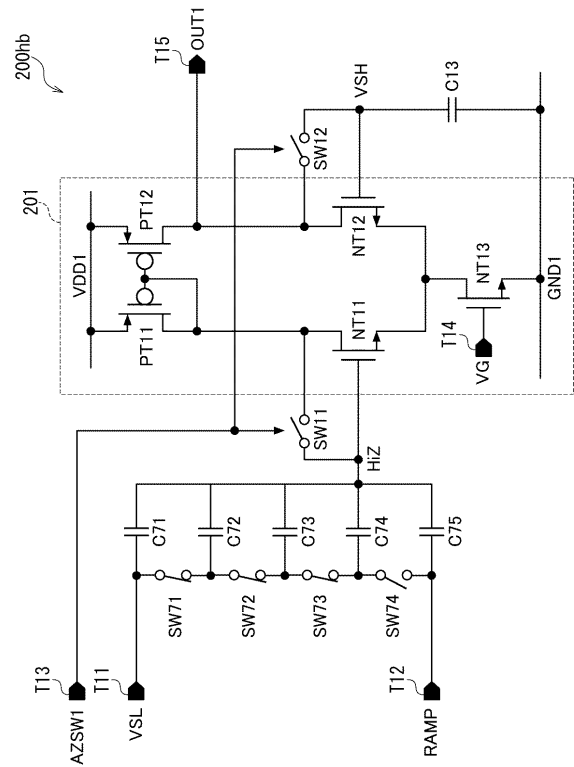 200hb
T15
OUT1
201
VDD1
PT11
PT12
SW12
VSH
C13
NT12
NT11
NT13
T14
VG
GND1
SW11
HiZ
C71
C72
C73
C74
C75
SW71
SW72
SW73
SW74
T13
AZSW1
T11
VSL
T12
RAMP